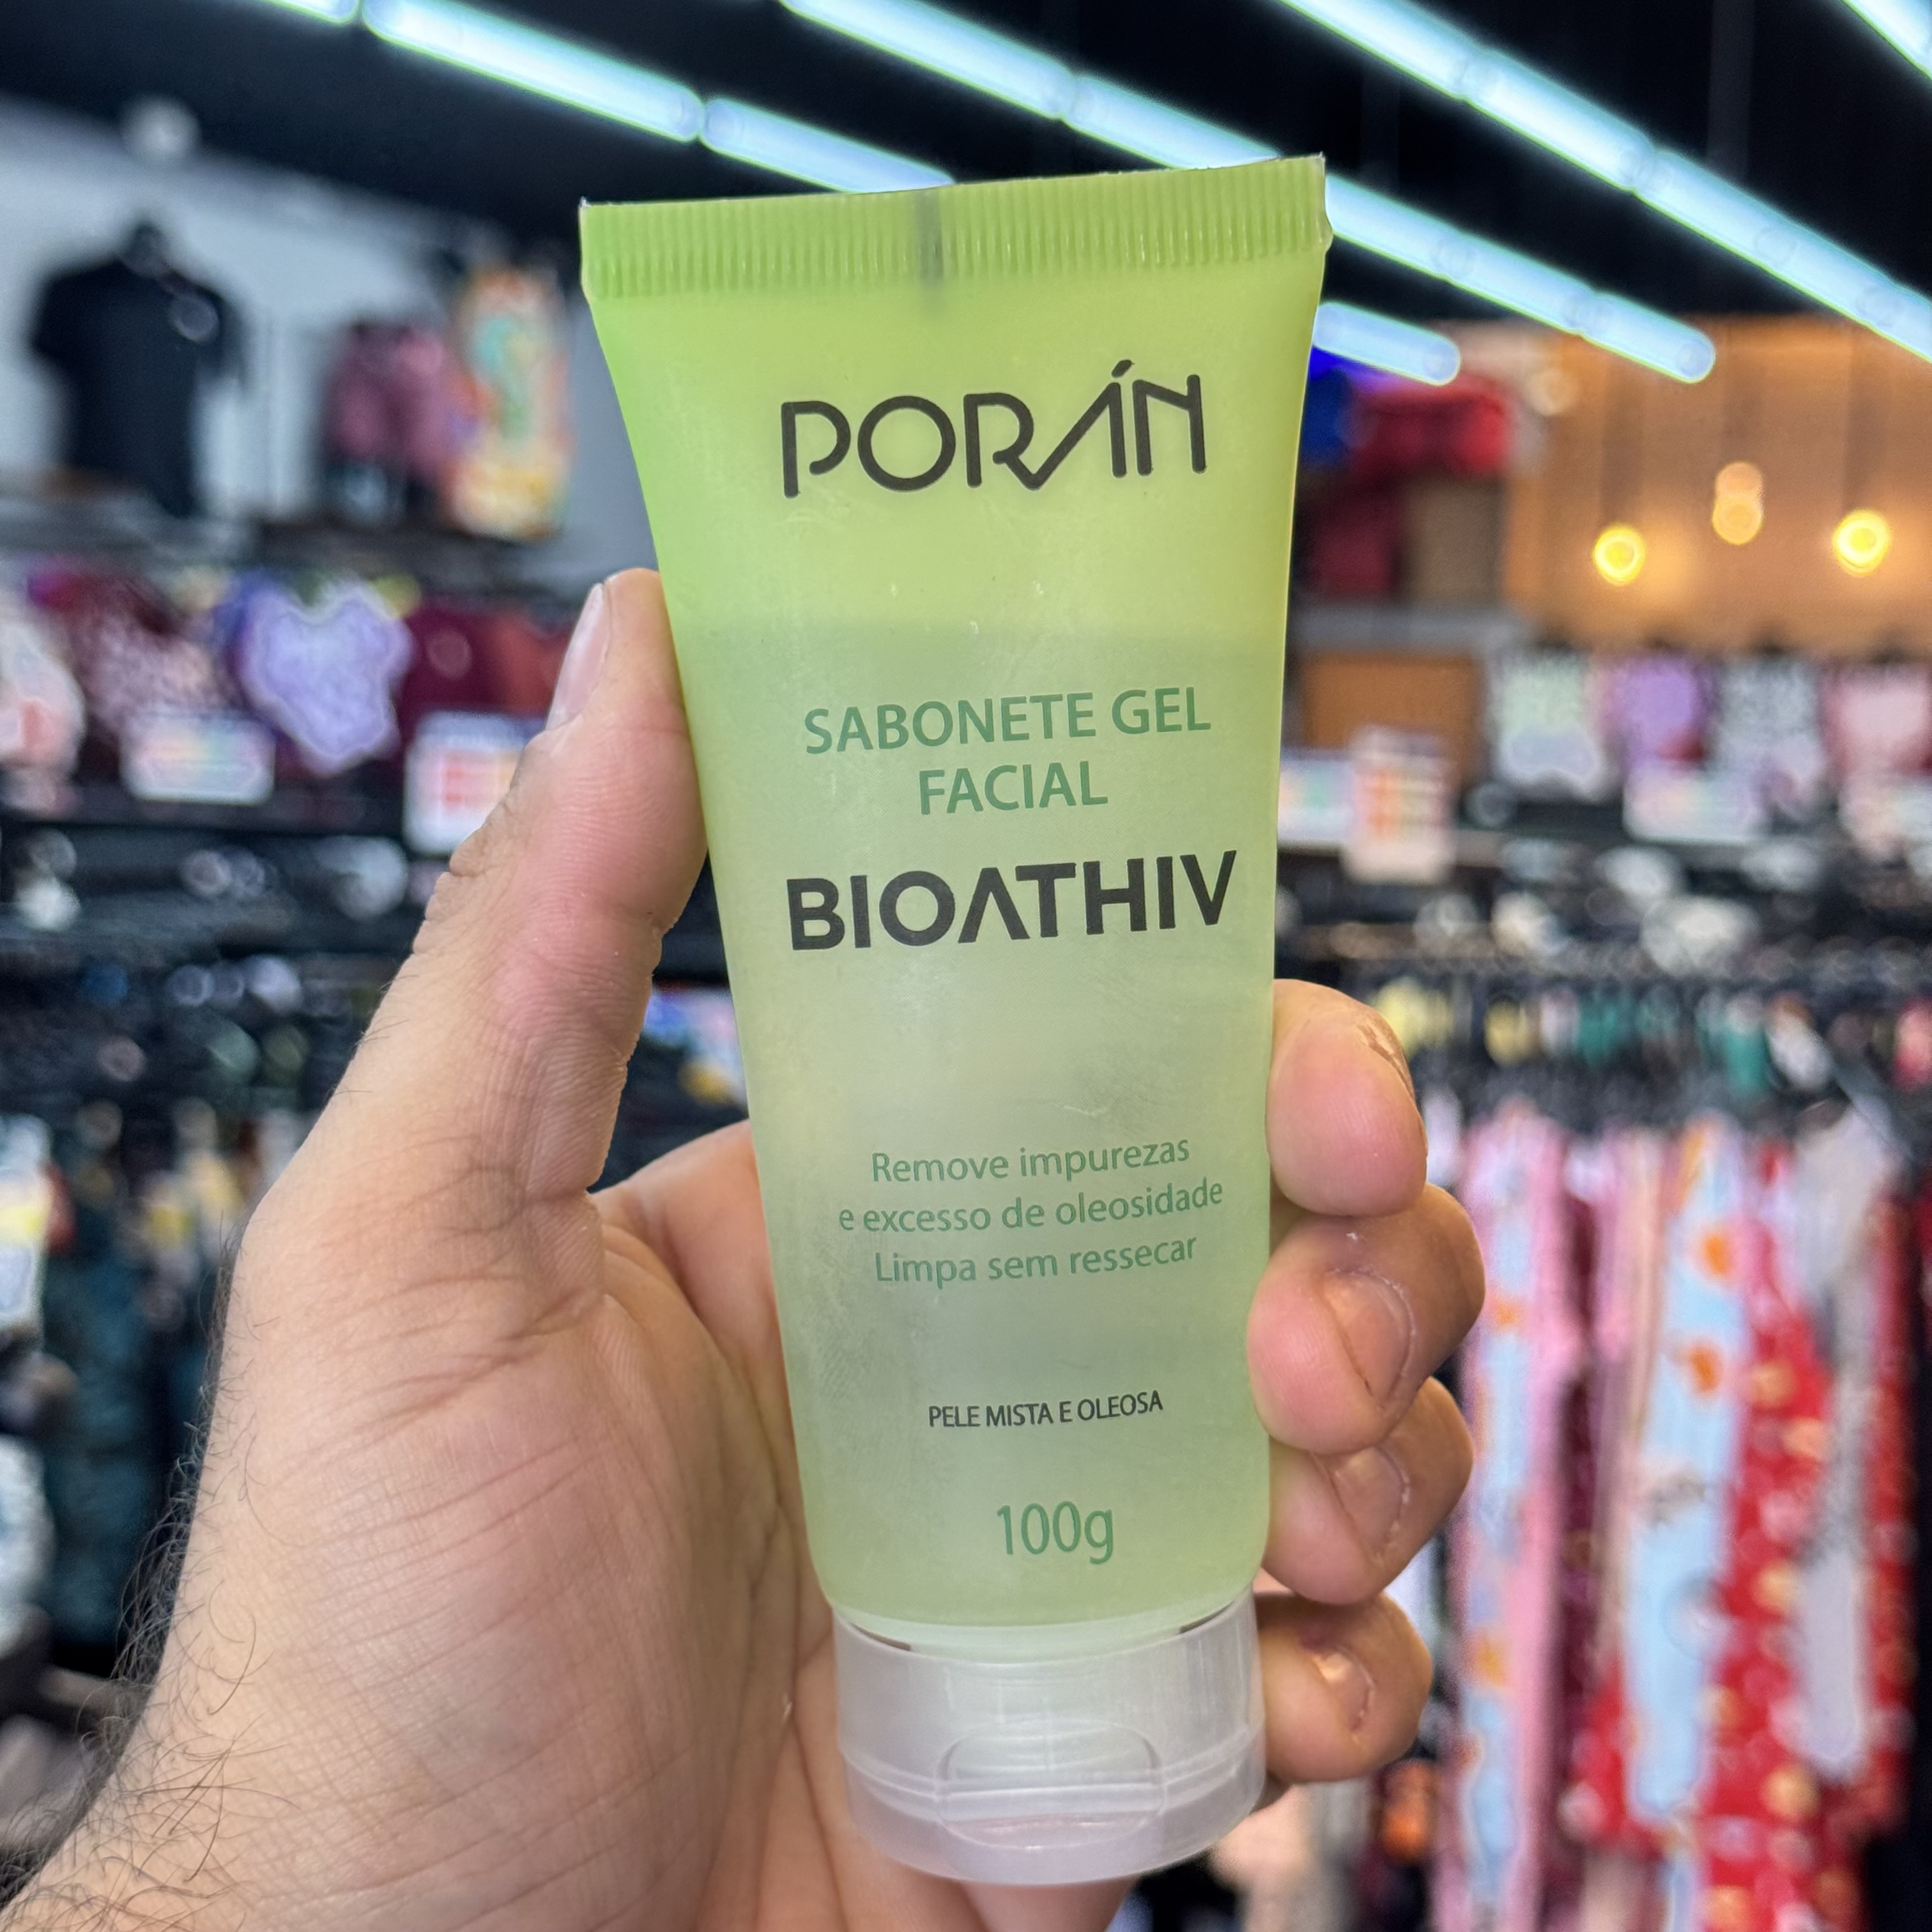 PORÁN
SABONETE GEL
FACIAL
BIOATHIV
Remove impurezas
e excesso de oleosidade
Limpa sem ressecar
PELE MISTA E OLEOSA
100g